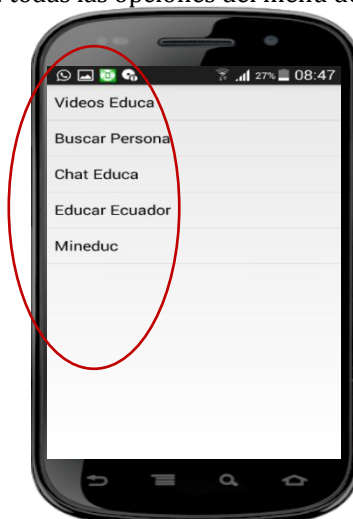 todas las opciones del menú de
27% 08:47
Videos Educa
Buscar Persona
Chat Educa
Educar Ecuador
Mineduc